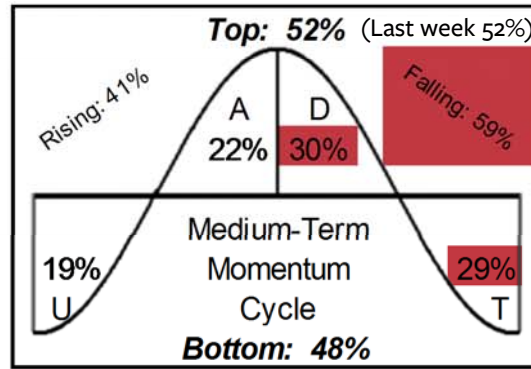 Top: 52% (Last week 52%)
Rising: 41%
Falling: 59%
A D
22% 30%
Medium-Term
19% Momentum 29%
U Cycle T
Bottom: 48%